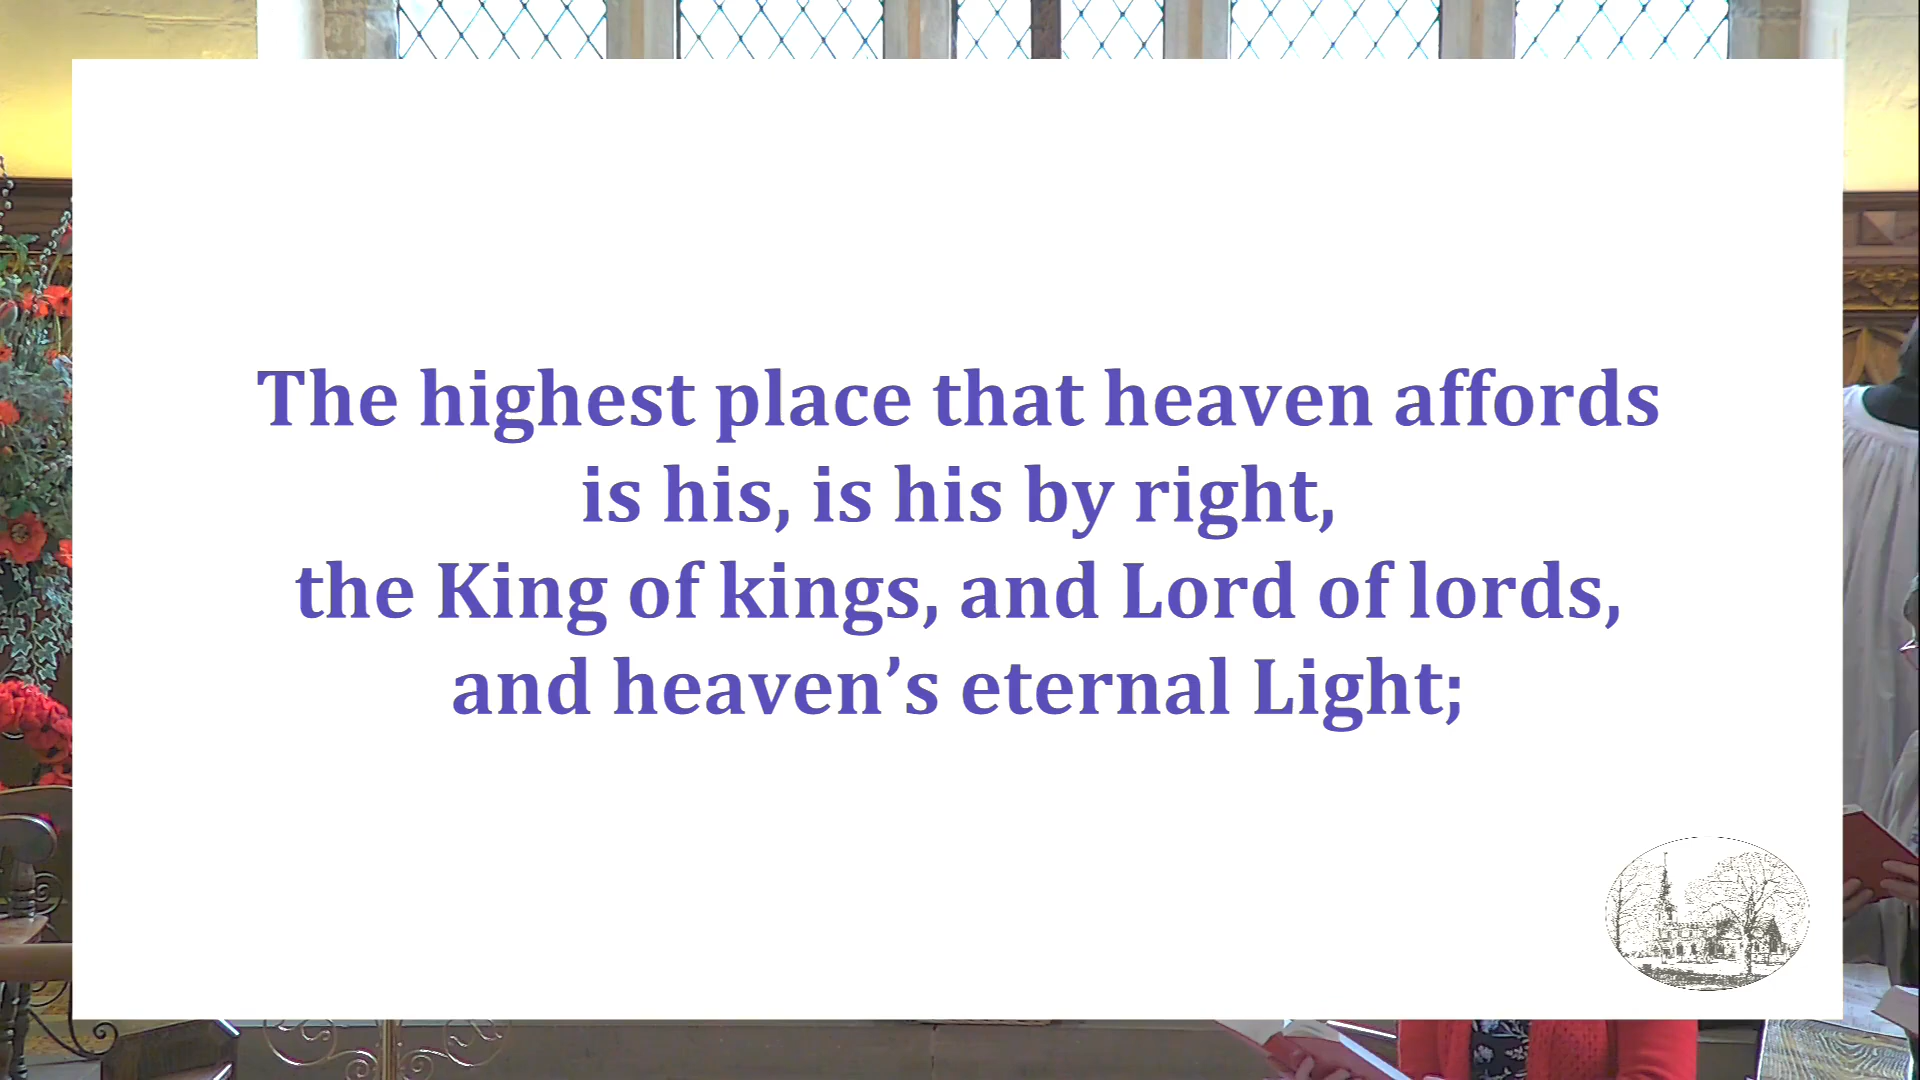 The highest place that heaven affords
is his, is his by right,
the King of kings, and Lord of lords,
and heaven’s eternal Light;